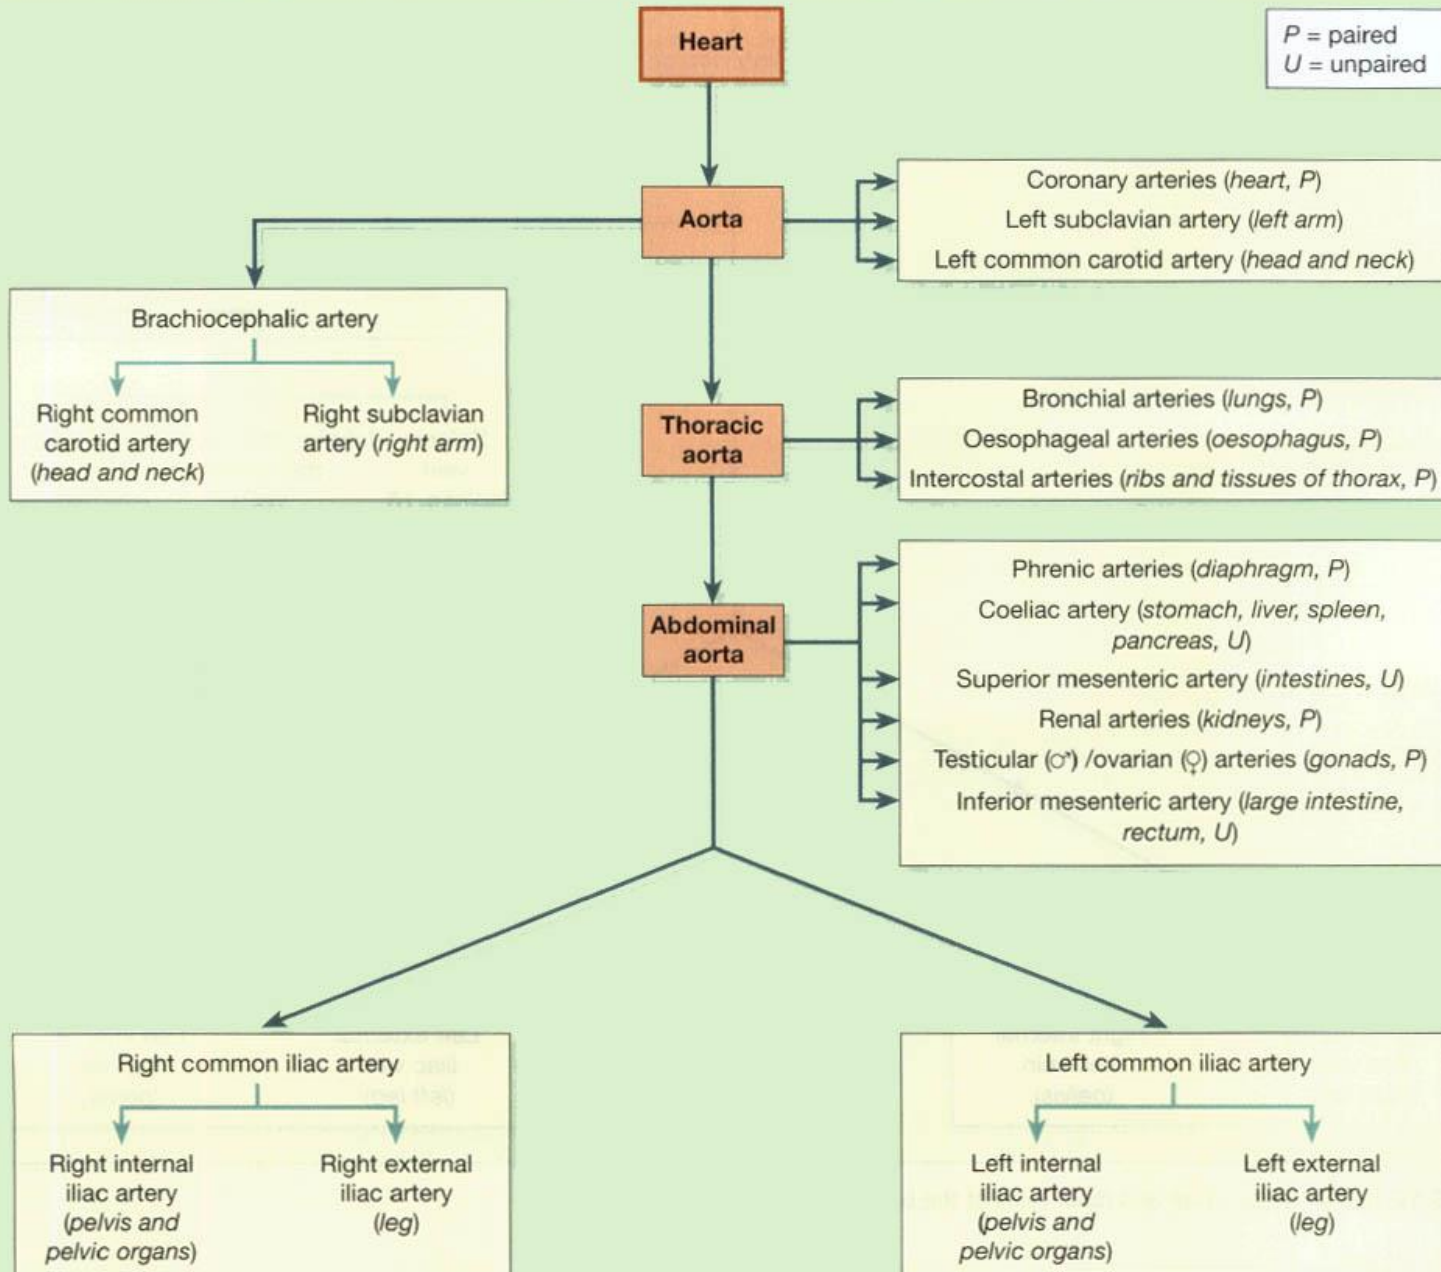 Heart
P = paired
U = unpaired
Aorta
Coronary arteries (heart, P)
Left subclavian artery (left arm)
Left common carotid artery (head and neck)
Brachiocephalic artery
Right common
carotid artery
(head and neck)
Right subclavian
artery (right arm)
Thoracic
aorta
Bronchial arteries (lungs, P)
Oesophageal arteries (oesophagus, P)
Intercostal arteries (ribs and tissues of thorax, P)
Abdominal
aorta
Phrenic arteries (diaphragm, P)
Coeliac artery (stomach, liver, spleen,
pancreas, U)
Superior mesenteric artery (intestines, U)
Renal arteries (kidneys, P)
Testicular (♂) /ovarian (♀) arteries (gonads, P)
Inferior mesenteric artery (large intestine,
rectum, U)
Right common iliac artery
Right internal
iliac artery
(pelvis and
pelvic organs)
Right external
iliac artery
(leg)
Left common iliac artery
Left internal
iliac artery
(pelvis and
pelvic organs)
Left external
iliac artery
(leg)